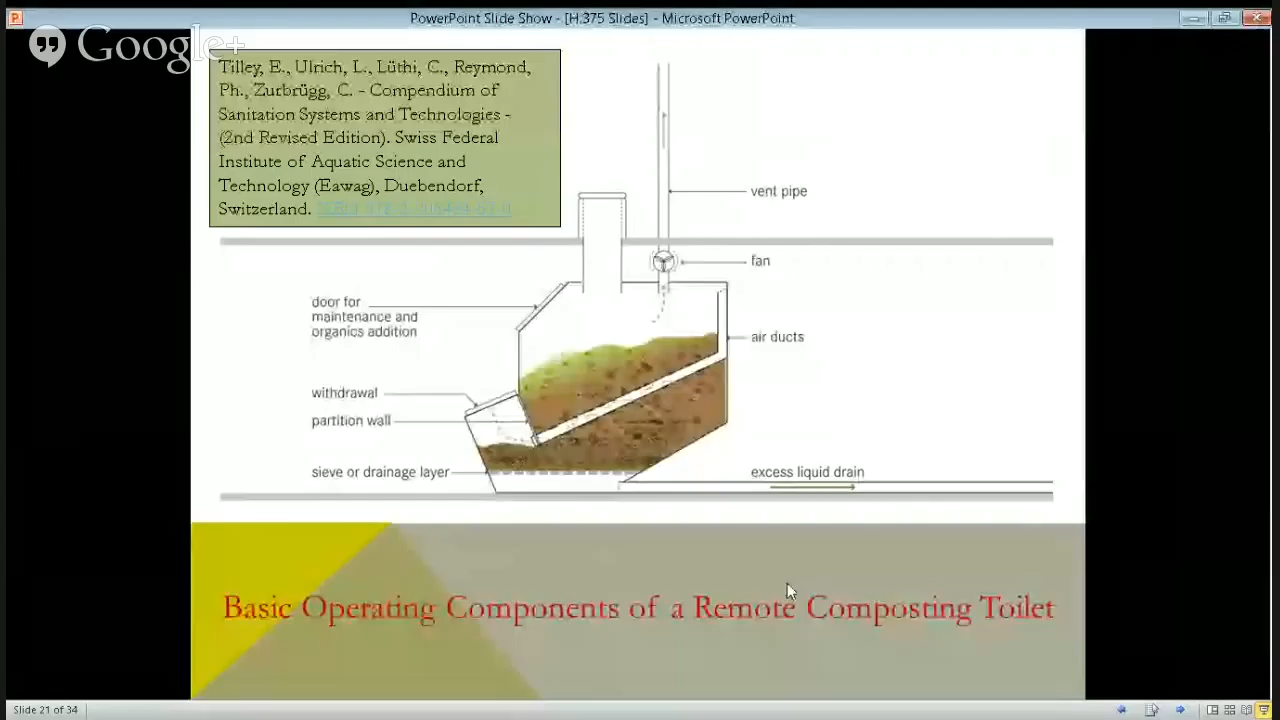 PowerPoint Slide Show - [H.375 Slides] - Microsoft PowerPoint
Google+
Tilley, E., Ulrich, L., Lüthi, C., Reymond,
Ph., Zurbrügg, C. - Compendium of
Sanitation Systems and Technologies -
(2nd Revised Edition). Swiss Federal
Institute of Aquatic Science and
Technology (Eawag), Duebendorf,
Switzerland.
vent pipe
fan
door for
maintenance and
organics addition
air ducts
withdrawal
partition wall
sieve or drainage layer
excess liquid drain
Basic Operating Components of a Remote Composting Toilet
Slide 21 of 34